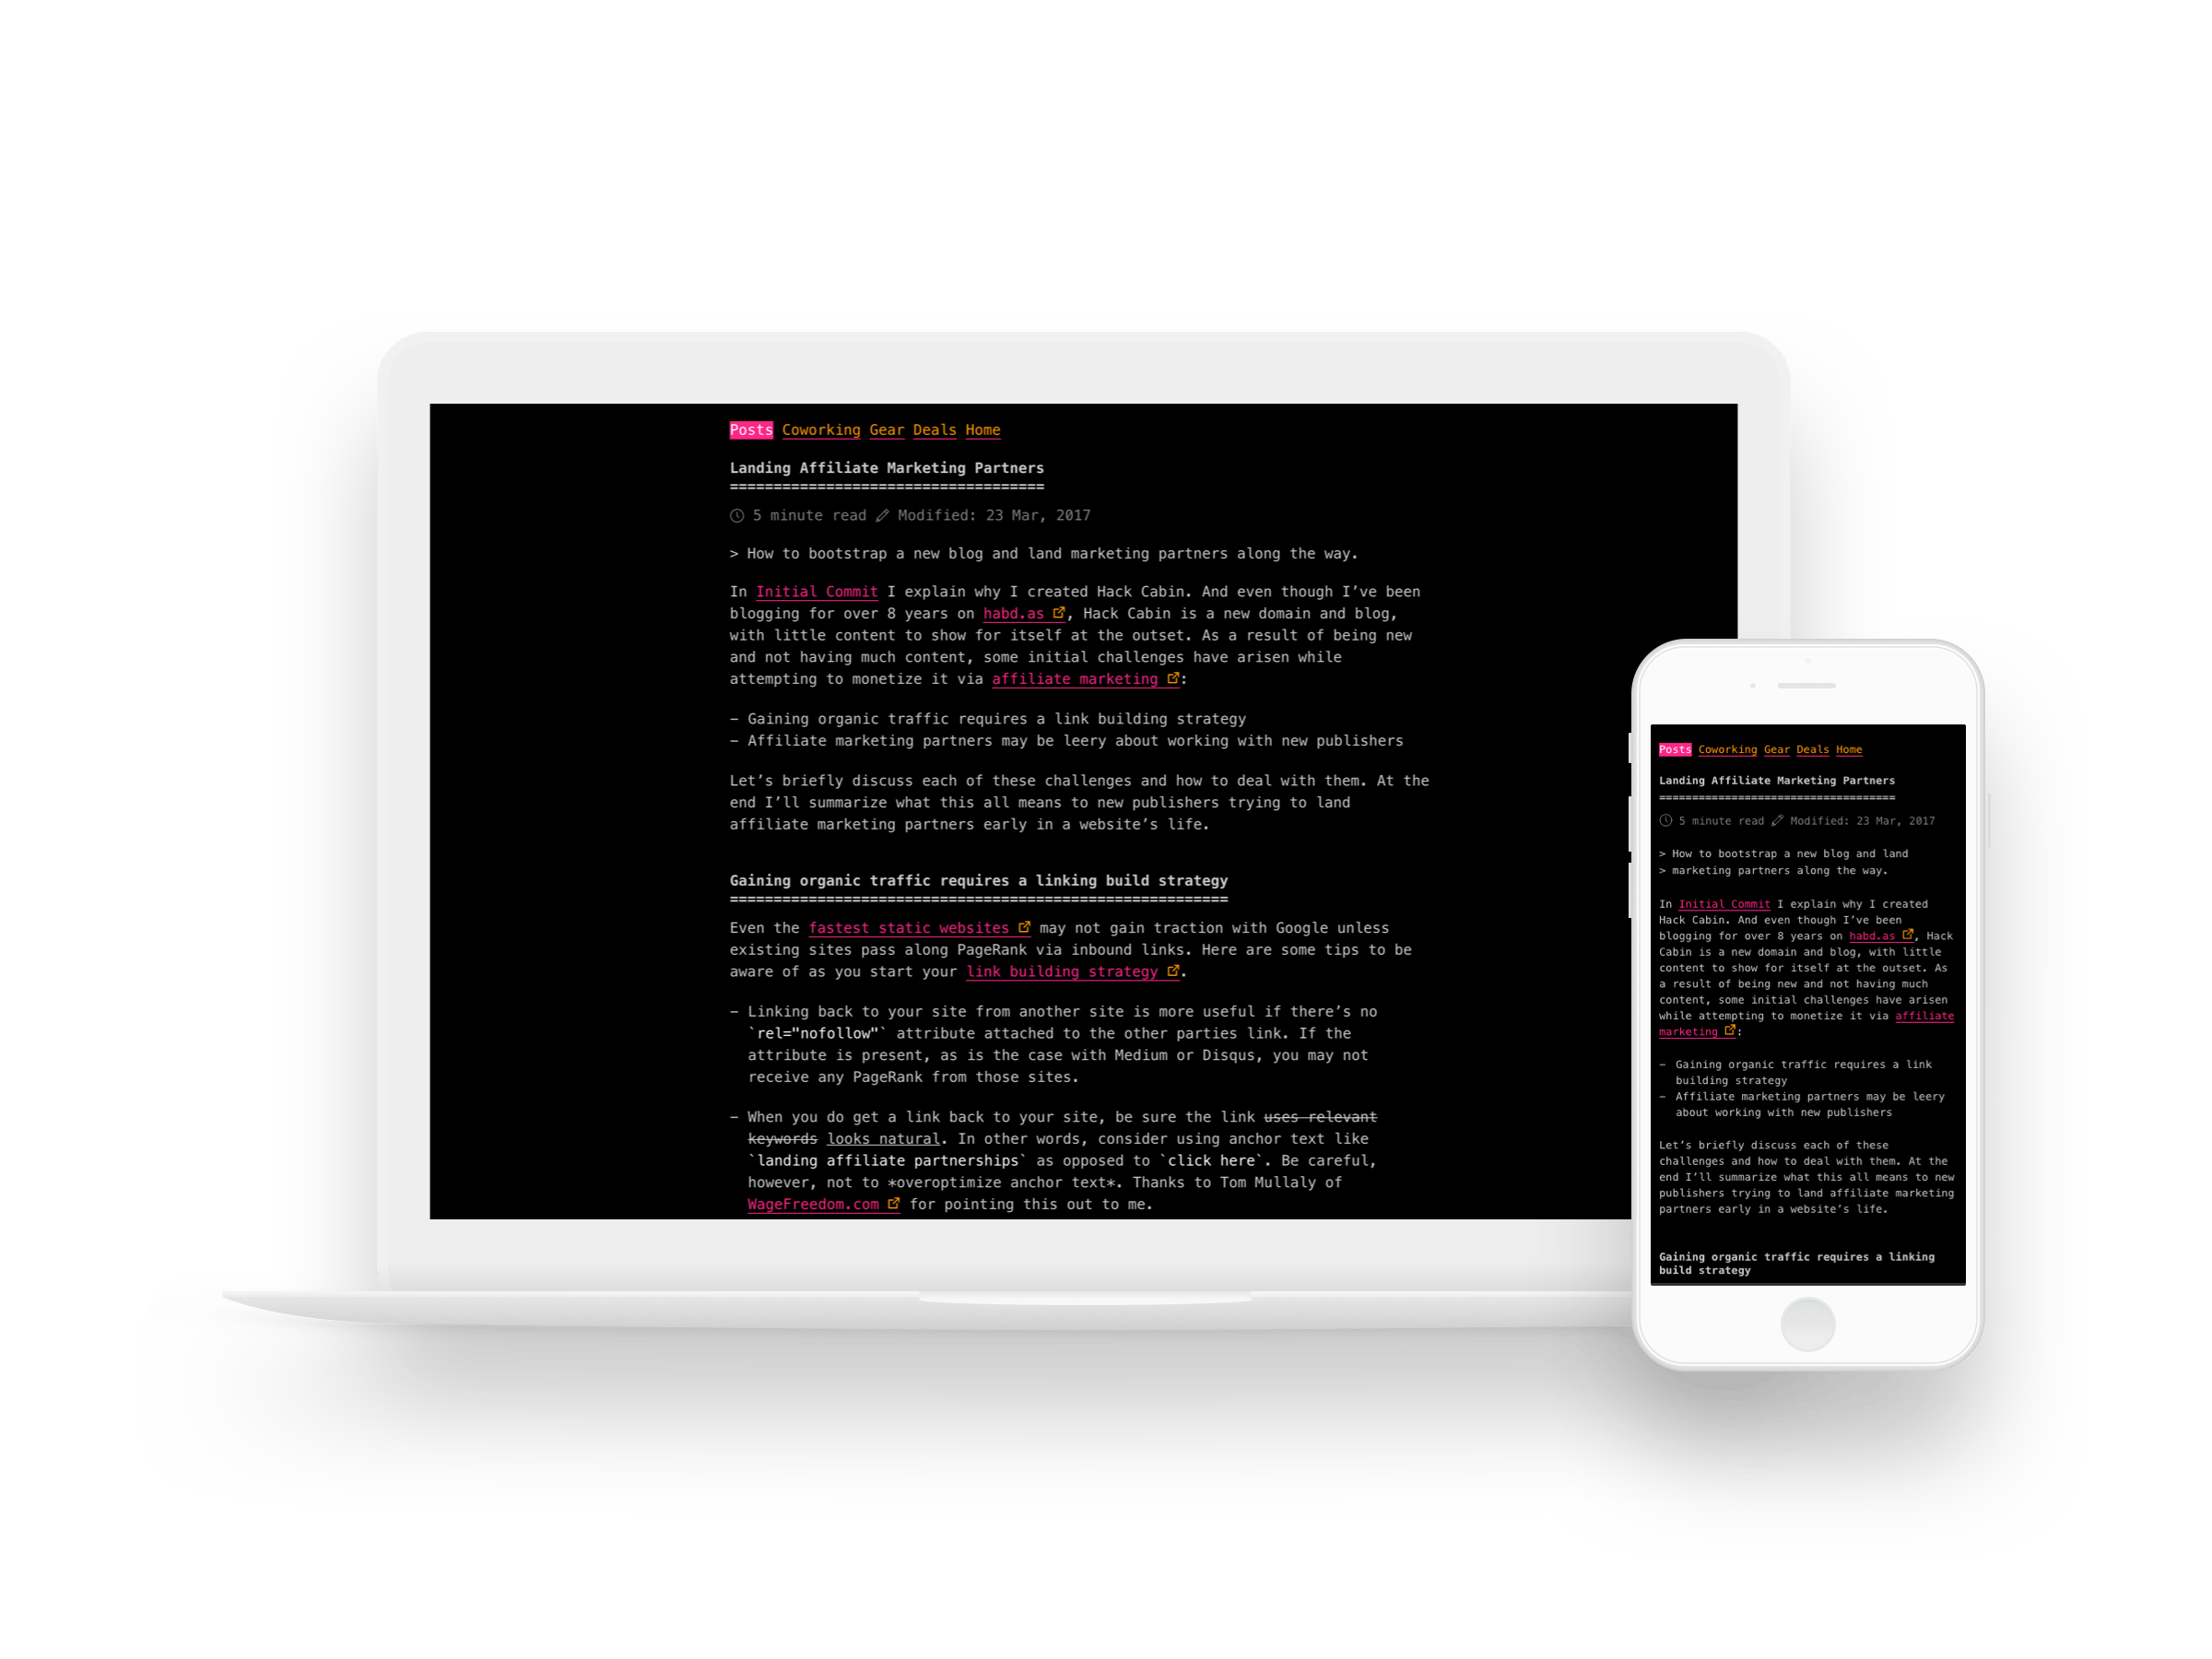 Posts Coworking Gear Deals Home
Landing Affiliate Marketing Partners
====================================
5 minute read Modified: 23 Mar, 2017
> How to bootstrap a new blog and land marketing partners along the way.
In Initial Commit I explain why I created Hack Cabin. And even though I’ve been
blogging for over 8 years on habd.as, Hack Cabin is a new domain and blog,
with little content to show for itself at the outset. As a result of being new
and not having much content, some initial challenges have arisen while
attempting to monetize it via affiliate marketing:
– Gaining organic traffic requires a link building strategy
– Affiliate marketing partners may be leery about working with new publishers
Let’s briefly discuss each of these challenges and how to deal with them. At the
end I’ll summarize what this all means to new publishers trying to land
affiliate marketing partners early in a website’s life.
Gaining organic traffic requires a linking build strategy
=========================================================
Even the fastest static websites may not gain traction with Google unless
existing sites pass along PageRank via inbound links. Here are some tips to be
aware of as you start your link building strategy.
– Linking back to your site from another site is more useful if there’s no
`rel="nofollow"` attribute attached to the other parties link. If the
attribute is present, as is the case with Medium or Disqus, you may not
receive any PageRank from those sites.
– When you do get a link back to your site, be sure the link uses relevant
keywords looks natural. In other words, consider using anchor text like
`landing affiliate partnerships` as opposed to `click here`. Be careful,
however, not to *overoptimize anchor text*. Thanks to Tom Mullaly of
WageFreedom.com for pointing this out to me.
Posts Coworking Gear Deals Home
Landing Affiliate Marketing Partners
====================================
5 minute read Modified: 23 Mar, 2017
> How to bootstrap a new blog and land
> marketing partners along the way.
In Initial Commit I explain why I created
Hack Cabin. And even though I’ve been
blogging for over 8 years on habd.as, Hack
Cabin is a new domain and blog, with little
content to show for itself at the outset. As
a result of being new and not having much
content, some initial challenges have arisen
while attempting to monetize it via affiliate
marketing:
– Gaining organic traffic requires a link
building strategy
– Affiliate marketing partners may be leery
about working with new publishers
Let’s briefly discuss each of these
challenges and how to deal with them. At the
end I’ll summarize what this all means to new
publishers trying to land affiliate marketing
partners early in a website’s life.
Gaining organic traffic requires a linking
build strategy